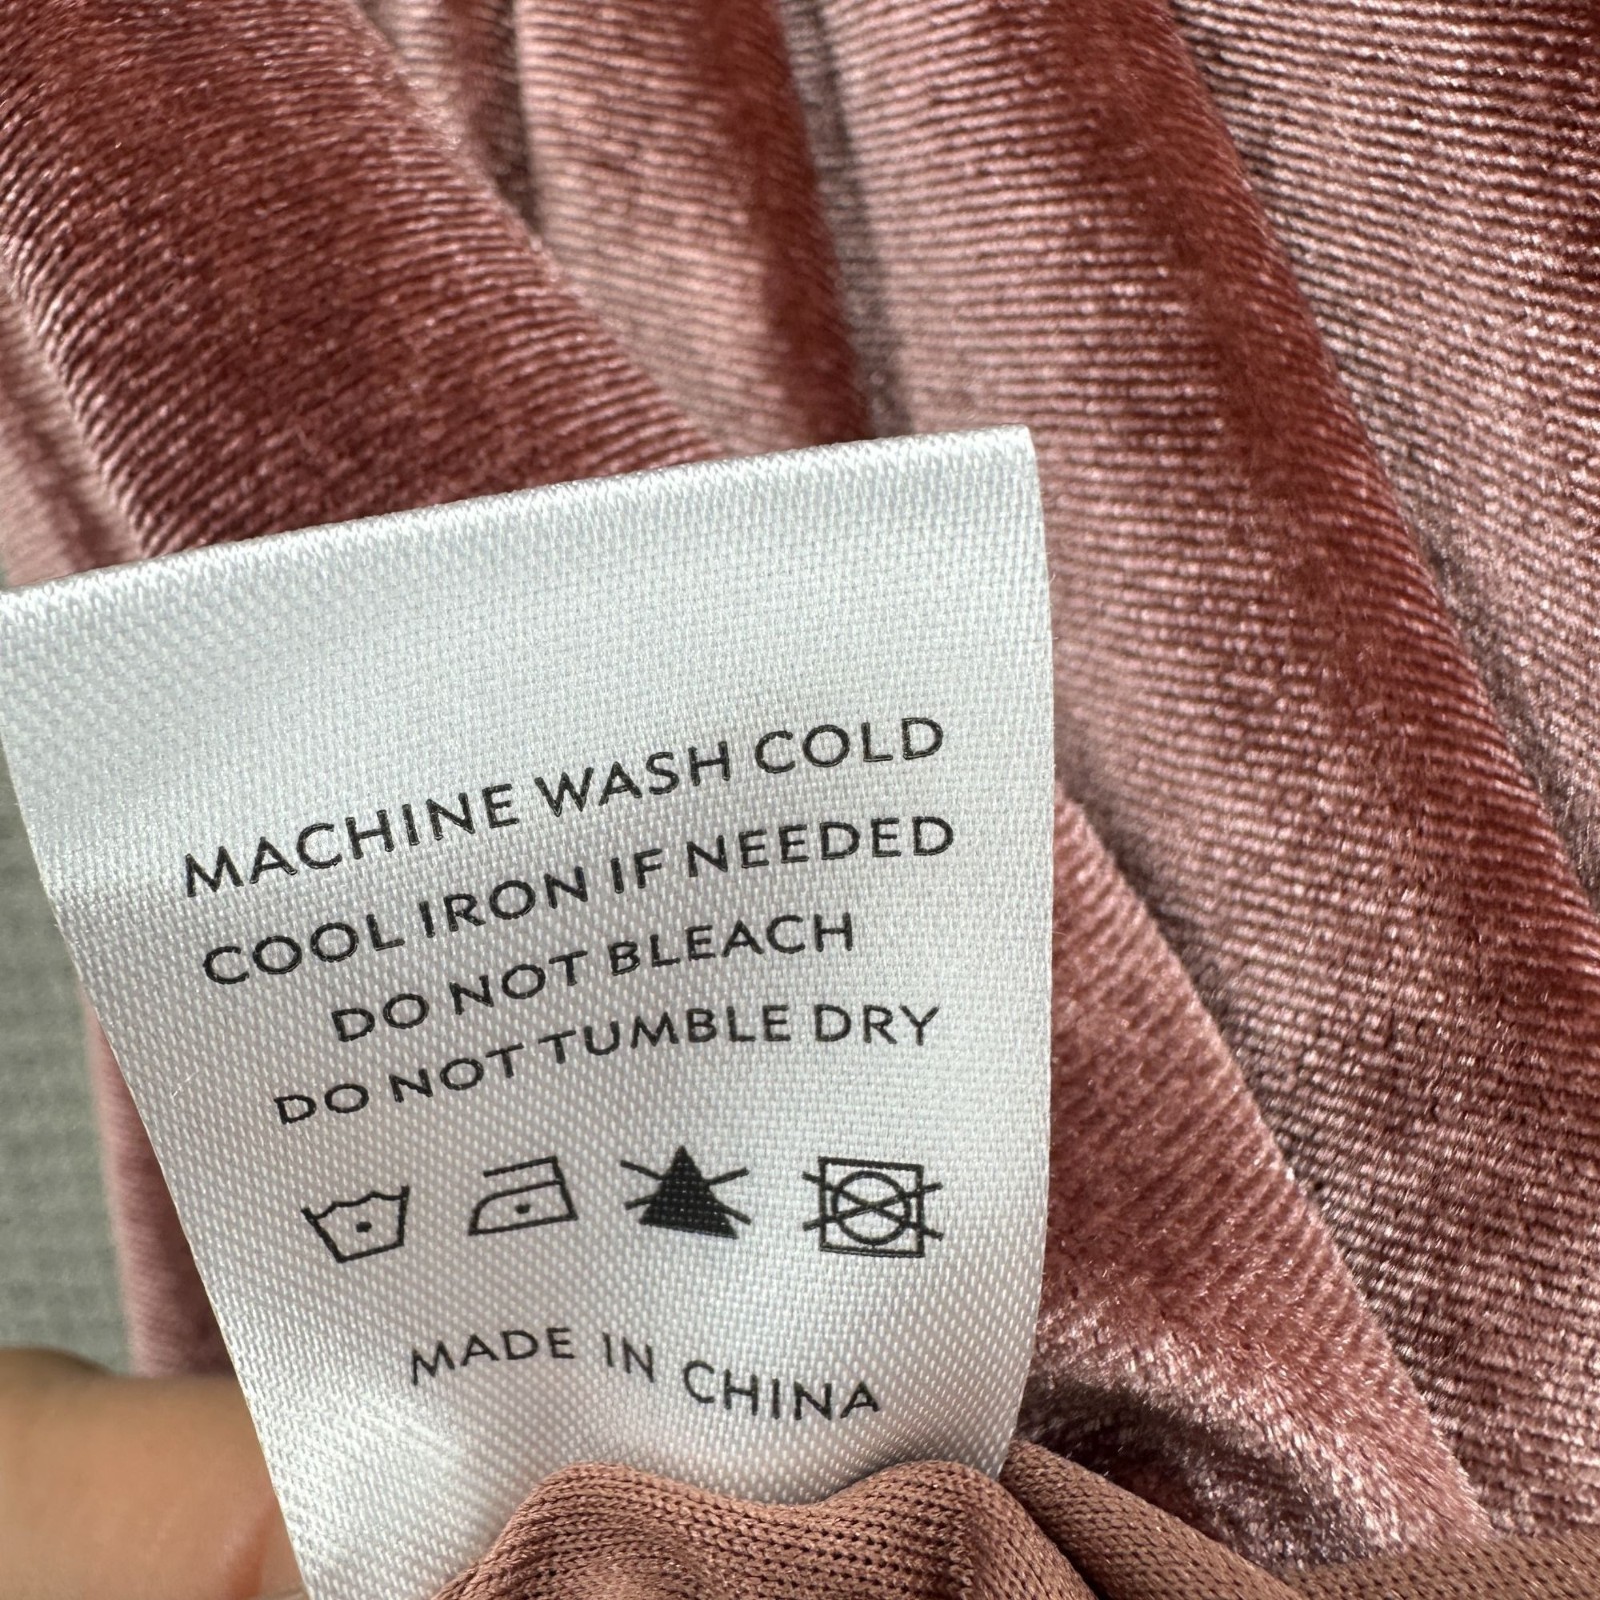 MACHINE WASH COLD
COOL IRON IF NEEDED
DO NOT BLEACH
DO NOT TUMBLE DRY
MADE IN CHINA